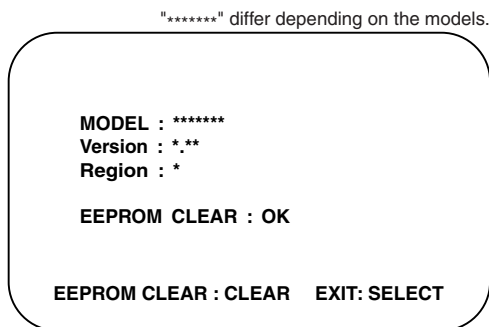 "*******" differ depending on the models.
MODEL : *******
Version : *.**
Region : *
EEPROM CLEAR : OK
EEPROM CLEAR : CLEAR EXIT: SELECT